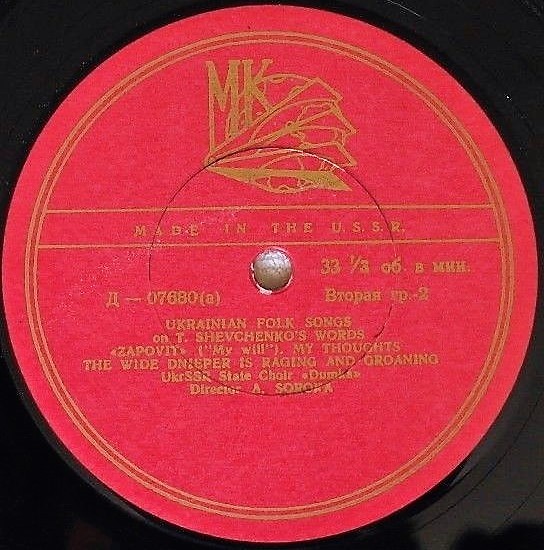 МК
MADE IN THE U.S.S.R.
33 ⅓ об. в мин.
Д — 07680(а)
Вторая гр.-2
UKRAINIAN FOLK SONGS
on T. SHEVCHENKO'S WORDS
«ZAPOVIT» ("My will"). MY THOUGHTS
THE WIDE DNIEPER IS RAGING AND GROANING
UkrSSR State Choir «Dumka»
Director A. SOROKA